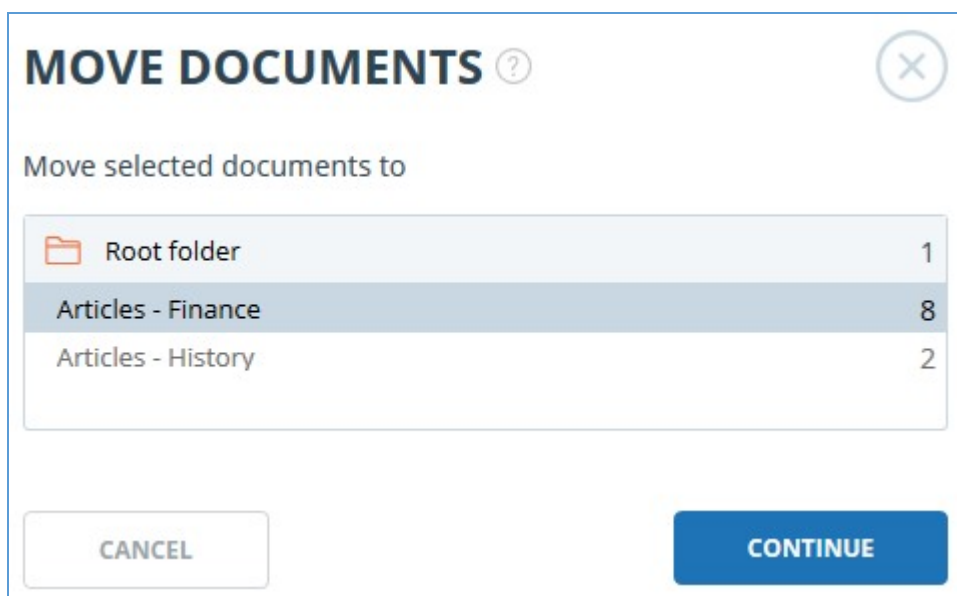 MOVE DOCUMENTS ?
Move selected documents to
Root folder 1
Articles - Finance 8
Articles - History 2
CANCEL CONTINUE